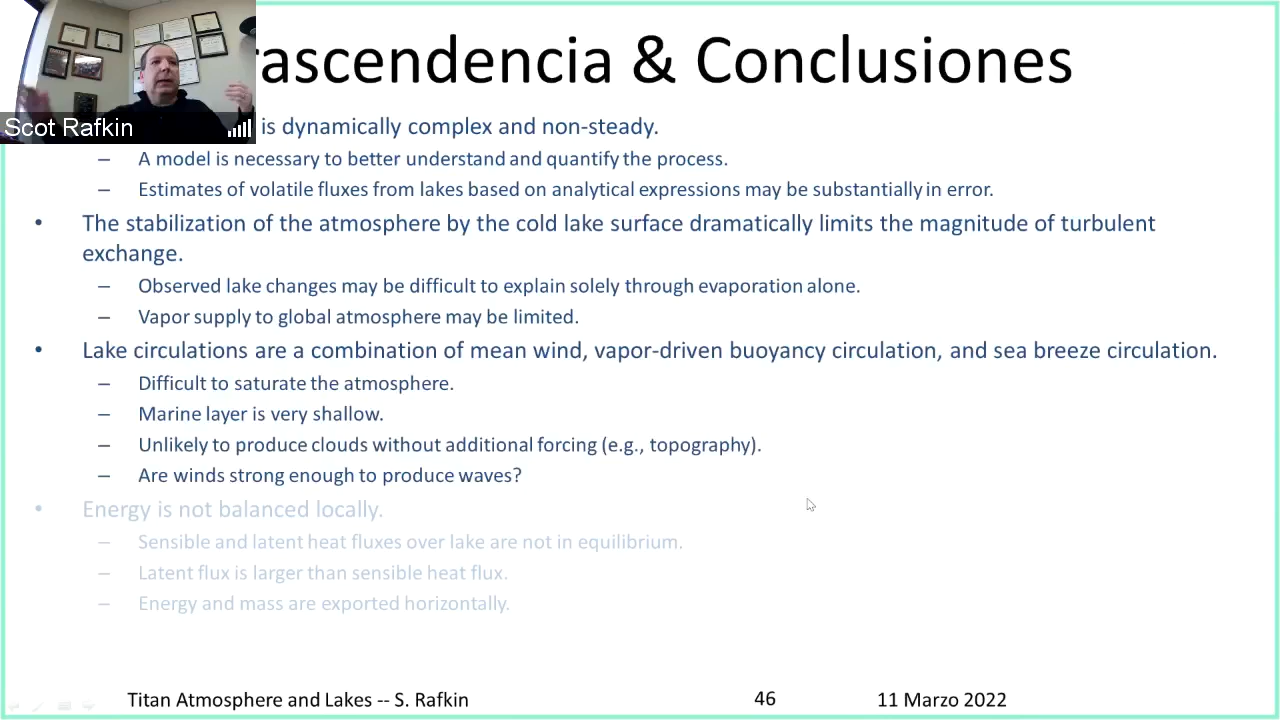 rascendencia & Conclusiones
Scot Rafkin
is dynamically complex and non-steady.
– A model is necessary to better understand and quantify the process.
– Estimates of volatile fluxes from lakes based on analytical expressions may be substantially in error.
• The stabilization of the atmosphere by the cold lake surface dramatically limits the magnitude of turbulent
exchange.
– Observed lake changes may be difficult to explain solely through evaporation alone.
– Vapor supply to global atmosphere may be limited.
• Lake circulations are a combination of mean wind, vapor-driven buoyancy circulation, and sea breeze circulation.
– Difficult to saturate the atmosphere.
– Marine layer is very shallow.
– Unlikely to produce clouds without additional forcing (e.g., topography).
– Are winds strong enough to produce waves?
• Energy is not balanced locally.
– Sensible and latent heat fluxes over lake are not in equilibrium.
– Latent flux is larger than sensible heat flux.
– Energy and mass are exported horizontally.
Titan Atmosphere and Lakes -- S. Rafkin
46
11 Marzo 2022